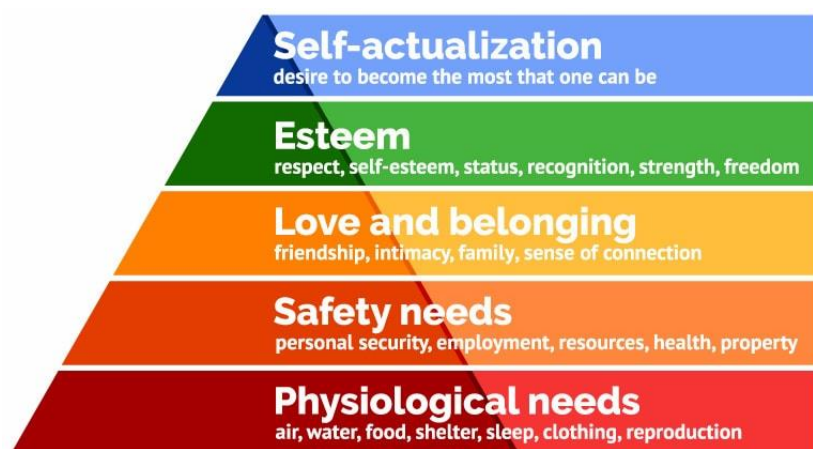 Self-actualization
desire to become the most that one can be
Esteem
respect, self-esteem, status, recognition, strength, freedom
Love and belonging
friendship, intimacy, family, sense of connection
Safety needs
personal security, employment, resources, health, property
Physiological needs
air, water, food, shelter, sleep, clothing, reproduction